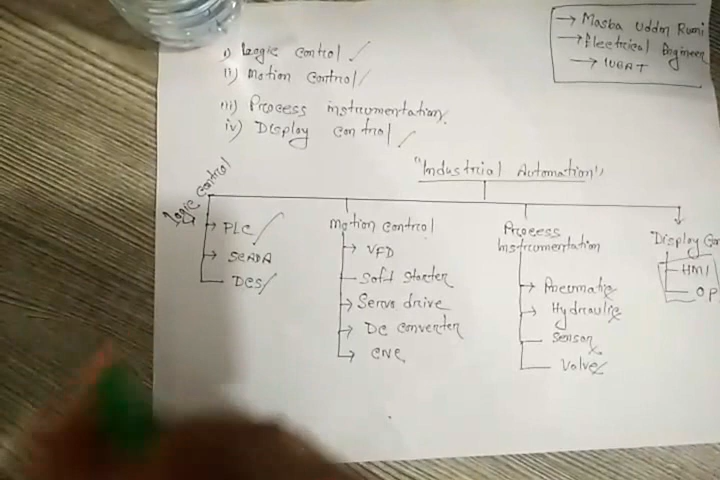 → Masba Uddin Rumi
→ Electrical Engineer
→ IUBAT
i) Logic control
ii) Motion control
iii) Process instrumentation
iv) Display control
"Industrial Automation"
Logic control
→ PLC
→ SCADA
DCS
Motion control
→ VFD
Soft starter
→ Servo drive
→ DC converter
→ CNC
Process
Instrumentation
→ Pneumatic
→ Hydraulic
Sensor
Valve
Display Con
HMI
OP